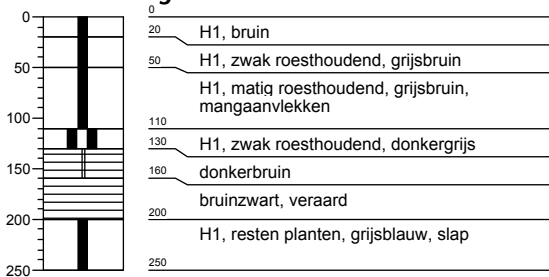 0
50
100
150
200
250
0
H1, bruin
20
H1, zwak roesthoudend, grijsbruin
50
H1, matig roesthoudend, grijsbruin,
mangaanvlekken
110
H1, zwak roesthoudend, donkergrijs
130
donkerbruin
160
bruinzwart, veraard
200
H1, resten planten, grijsblauw, slap
250